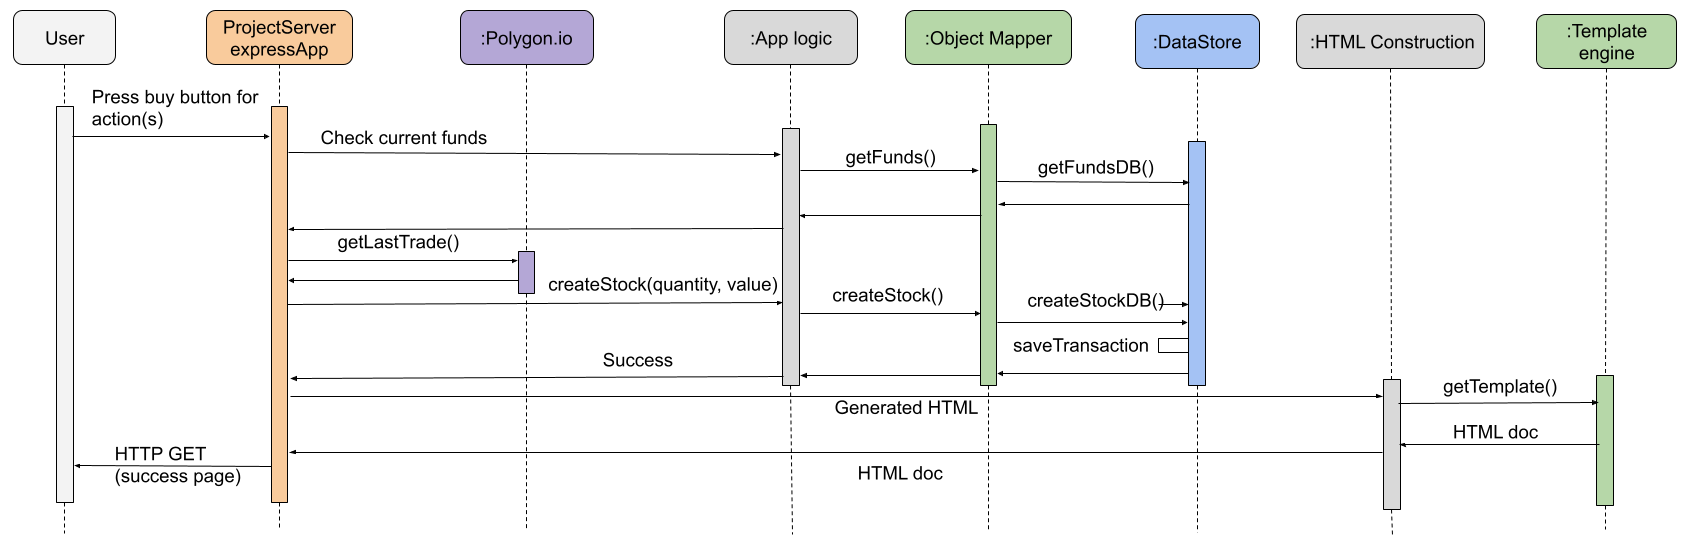 User
ProjectServer
expressApp
:Polygon.io
:App logic
:Object Mapper
:DataStore
:HTML Construction
:Template
engine
Press buy button for
action(s)
Check current funds
getFunds()
getFundsDB()
getLastTrade()
createStock(quantity, value)
createStock()
createStockDB()
saveTransaction
Success
getTemplate()
Generated HTML
HTML doc
HTTP GET
(success page)
HTML doc